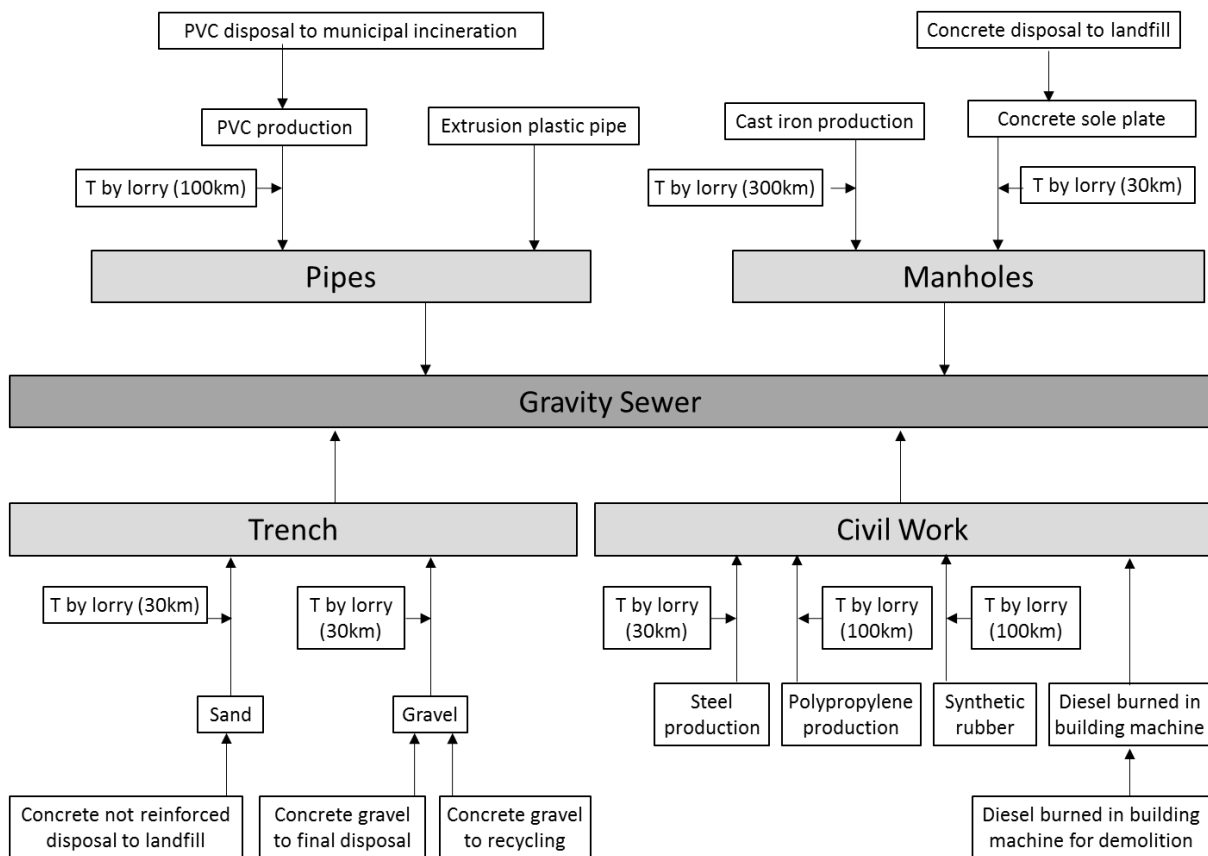 PVC disposal to municipal incineration
Concrete disposal to landfill
PVC production
Extrusion plastic pipe
Cast iron production
Concrete sole plate
T by lorry (100km)
T by lorry (300km)
T by lorry (30km)
Pipes
Manholes
Gravity Sewer
Trench
Civil Work
T by lorry (30km)
T by lorry
(30km)
T by lorry
(30km)
T by lorry
(100km)
T by lorry
(100km)
Sand
Gravel
Steel
production
Polypropylene
production
Synthetic
rubber
Diesel burned in
building machine
Concrete not reinforced
disposal to landfill
Concrete gravel
to final disposal
Concrete gravel
to recycling
Diesel burned in building
machine for demolition